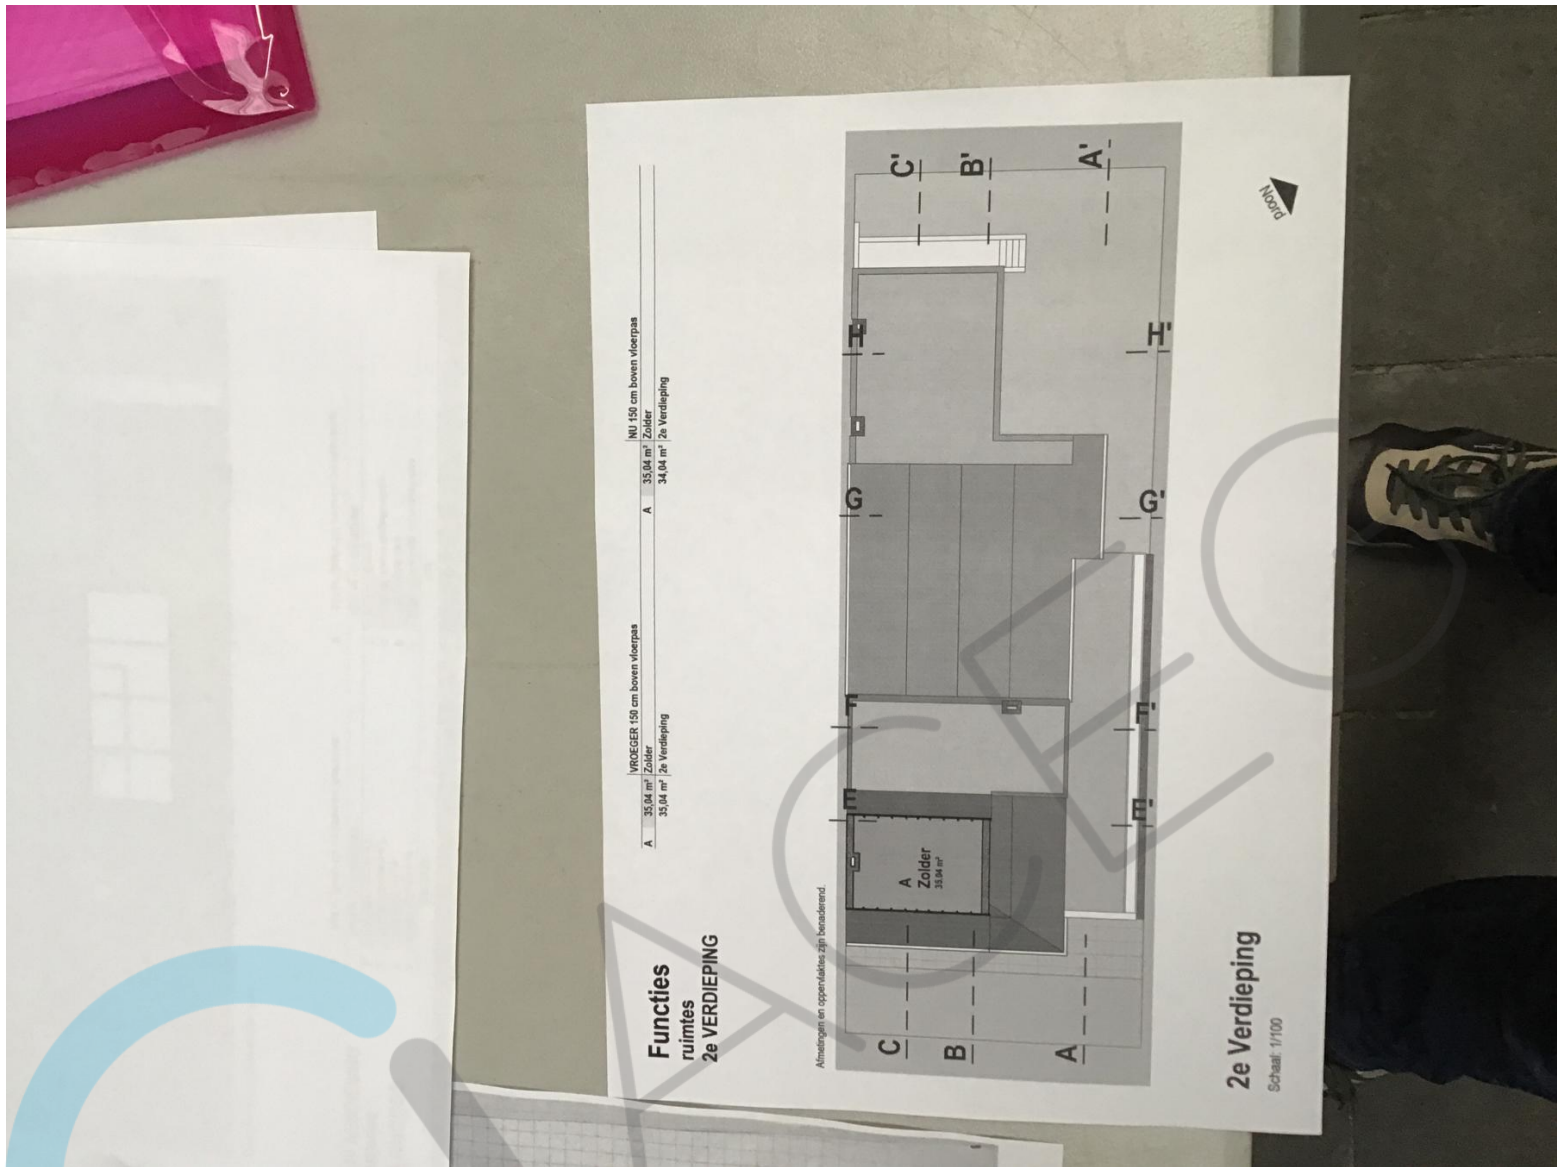 Functies
ruimtes
2e VERDIEPING
VROEGER 150 cm boven vloerpas
A 35,04 m² Zolder
35,04 m² 2e Verdieping
NU 150 cm boven vloerpas
A 35,04 m² Zolder
34,04 m² 2e Verdieping
Afmetingen en oppervlaktes zijn benaderend.
E F G H
C C'
B B'
A A'
A
Zolder
35.04 m²
E' F' G' H'
2e Verdieping
Schaal: 1/100
Noord